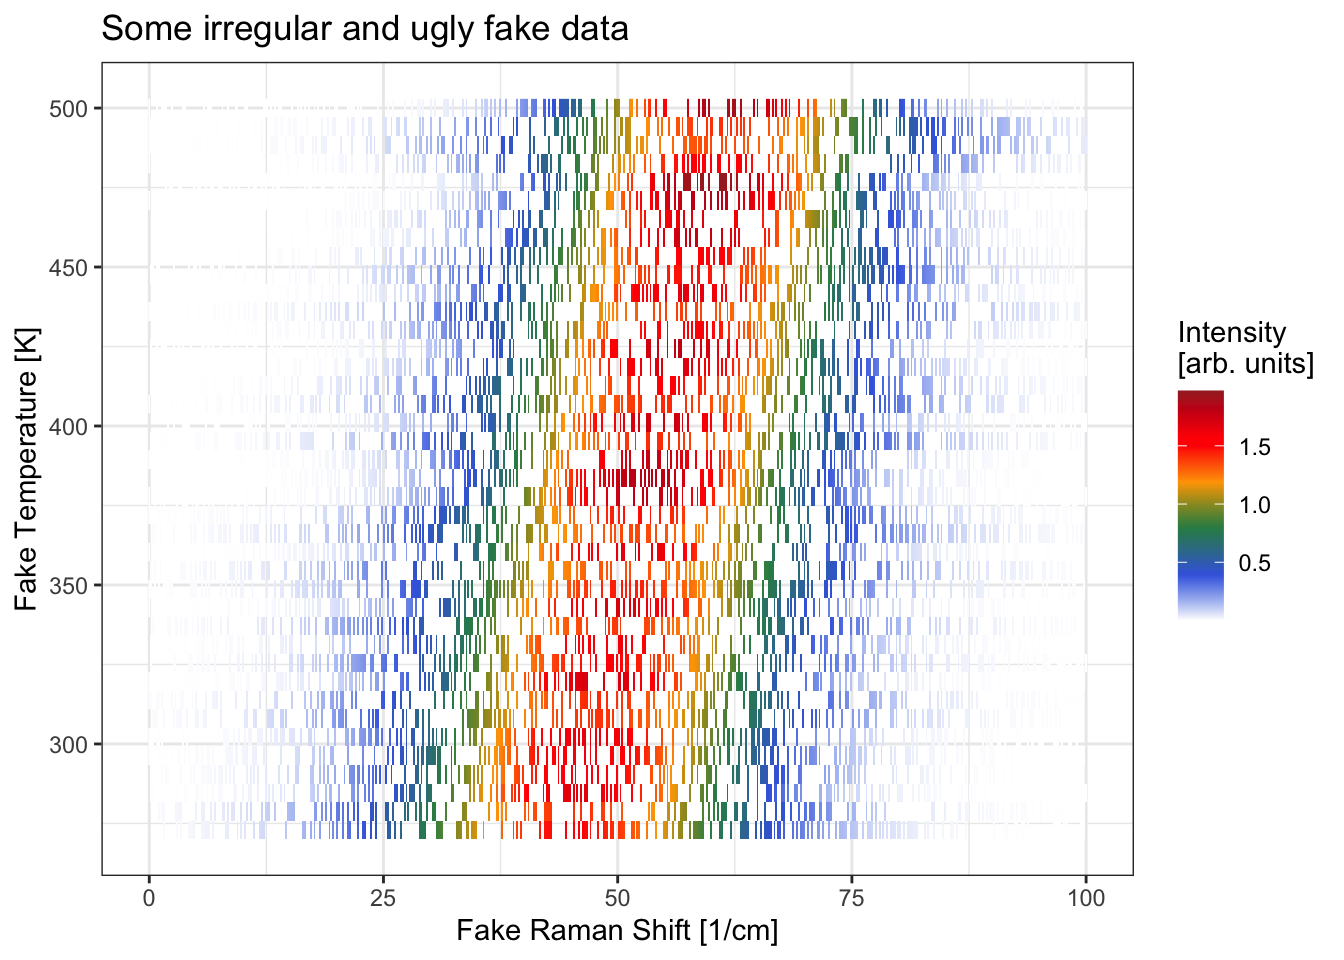 Some irregular and ugly fake data
500
450
400
350
300
Fake Temperature [K]
0
25
50
75
100
Fake Raman Shift [1/cm]
Intensity
[arb. units]
1.5
1.0
0.5